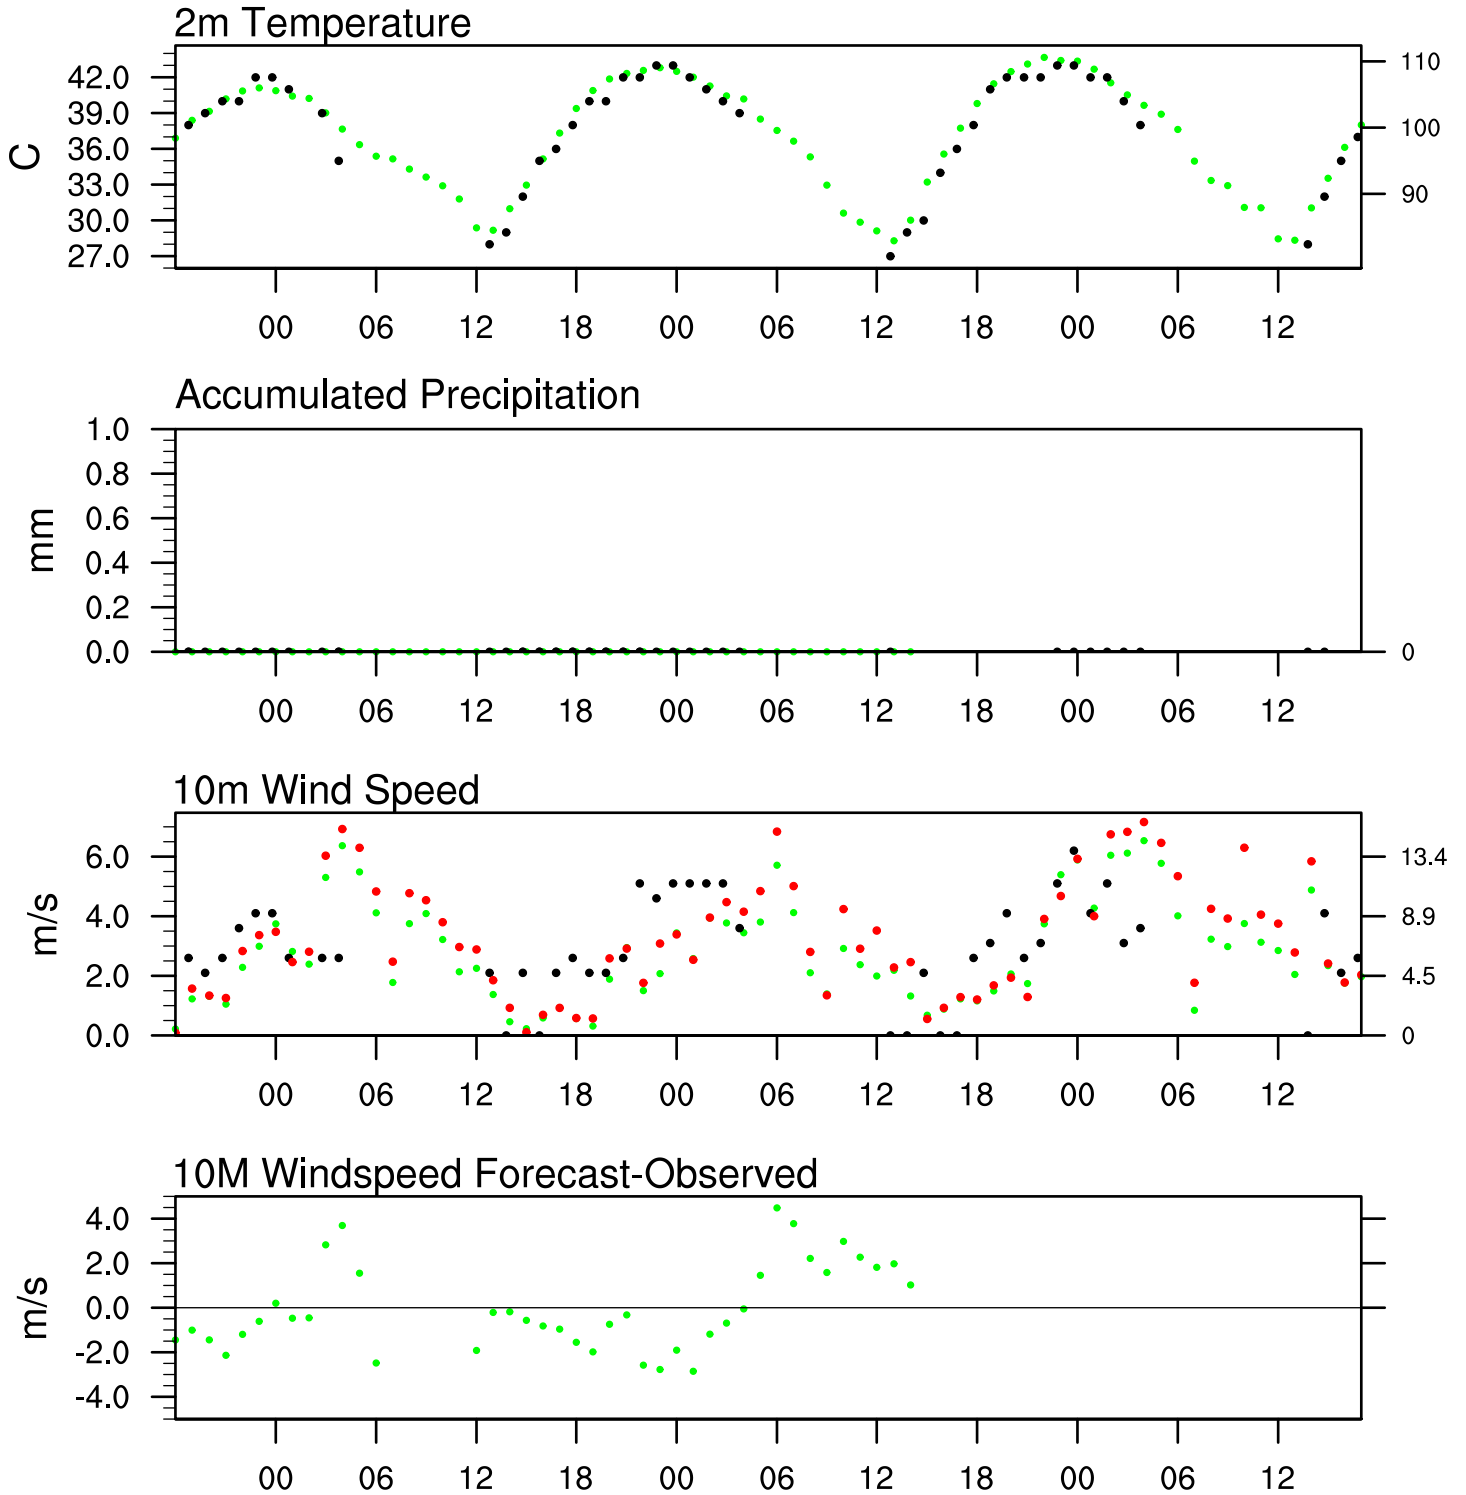 2m Temperature
42.0
39.0
36.0
33.0
30.0
27.0
C
110
100
90
00 06 12 18 00 06 12 18 00 06 12
Accumulated Precipitation
1.0
0.8
0.6
0.4
0.2
0.0
mm
0
00 06 12 18 00 06 12 18 00 06 12
10m Wind Speed
6.0
4.0
2.0
0.0
m/s
13.4
8.9
4.5
0
00 06 12 18 00 06 12 18 00 06 12
10M Windspeed Forecast-Observed
4.0
2.0
0.0
-2.0
-4.0
m/s
00 06 12 18 00 06 12 18 00 06 12